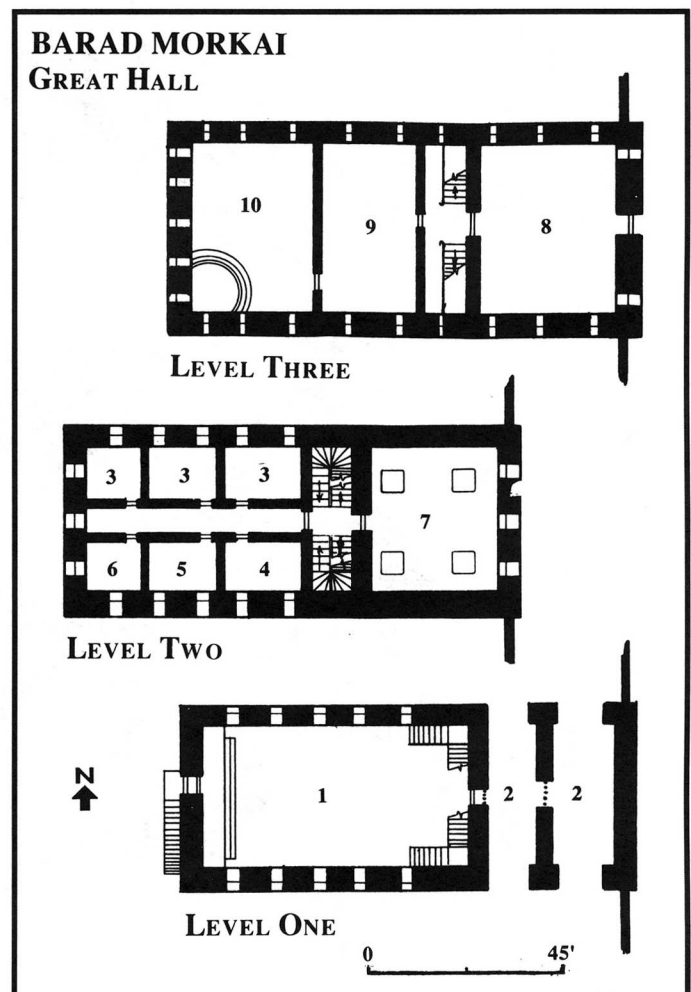 BARAD MORKAI
GREAT HALL
10
9
8
LEVEL THREE
3 3 3
7
6 5 4
LEVEL TWO
N
1
2 2
LEVEL ONE
0 45'